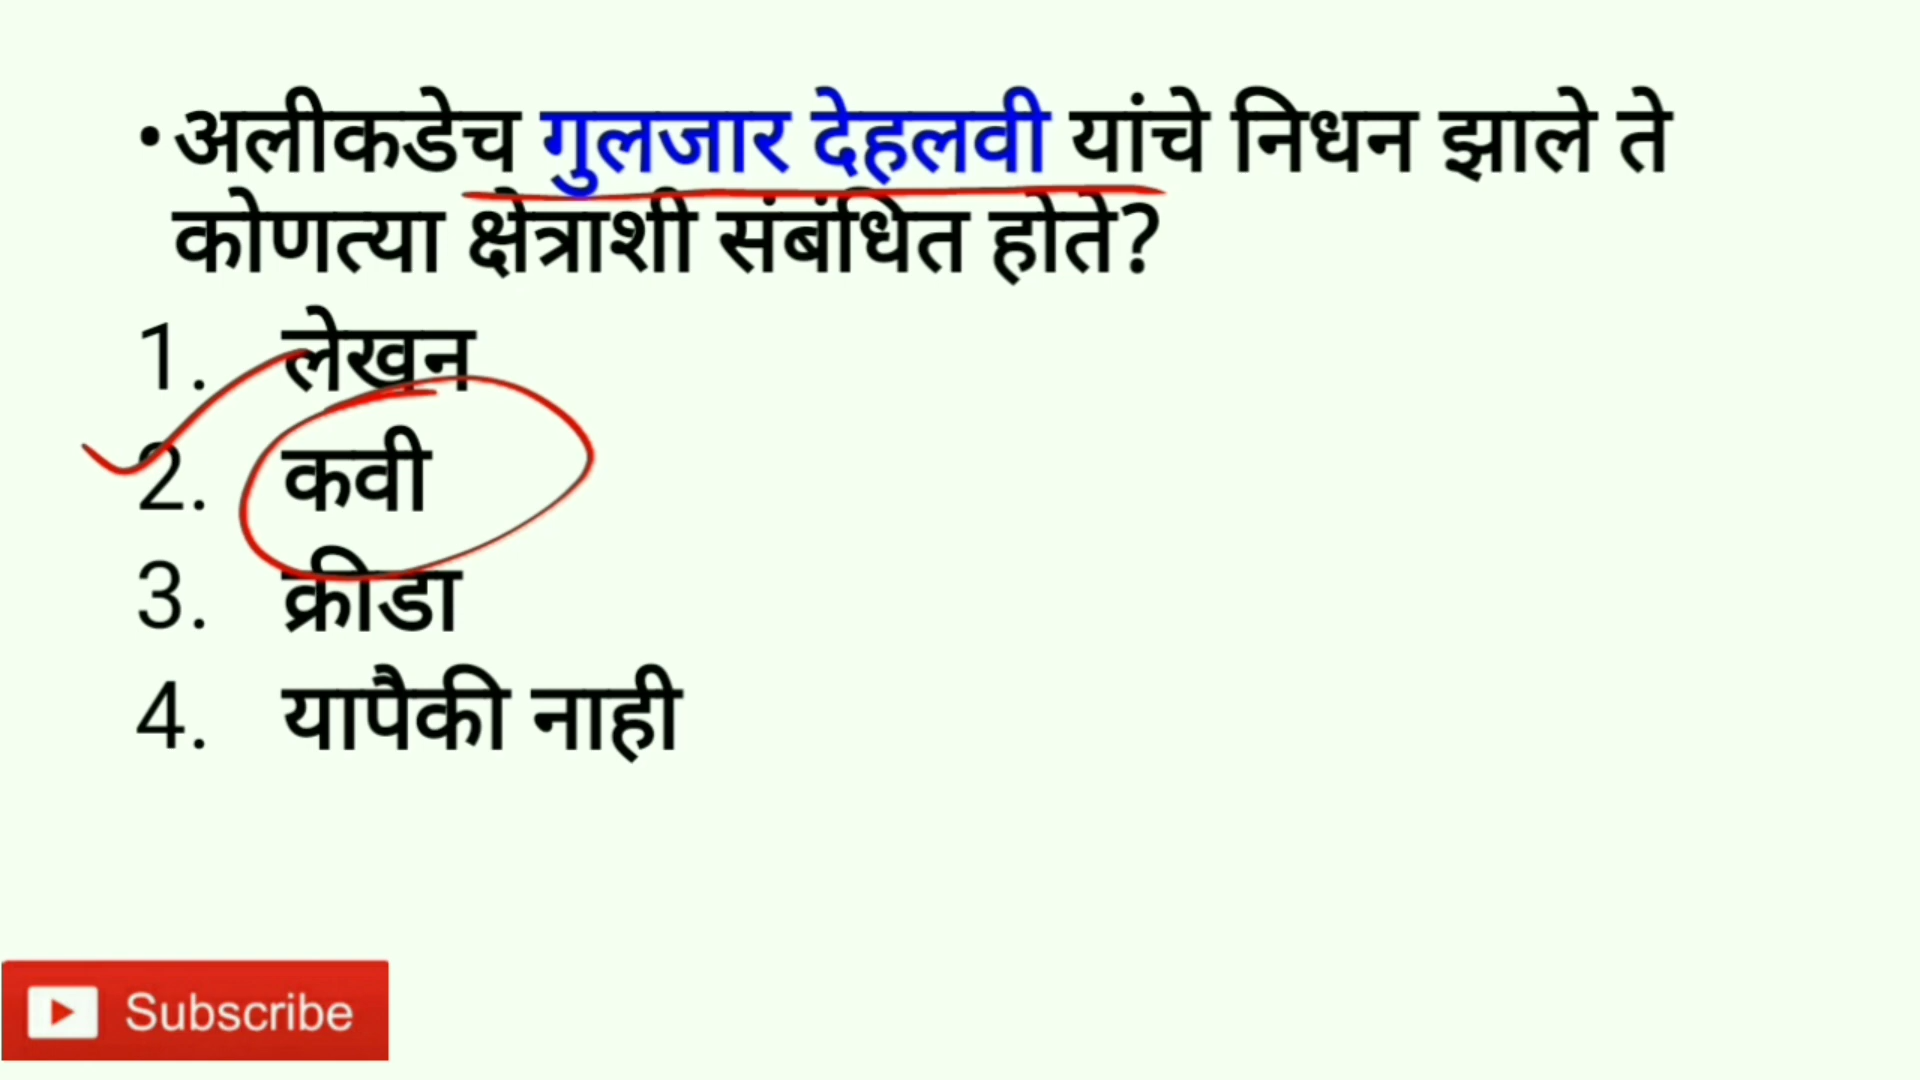 •अलीकडेच गुलजार देहलवी यांचे निधन झाले ते
कोणत्या क्षेत्राशी संबंधित होते?
1. लेखन
2. कवी
3. क्रीडा
4. यापैकी नाही
Subscribe